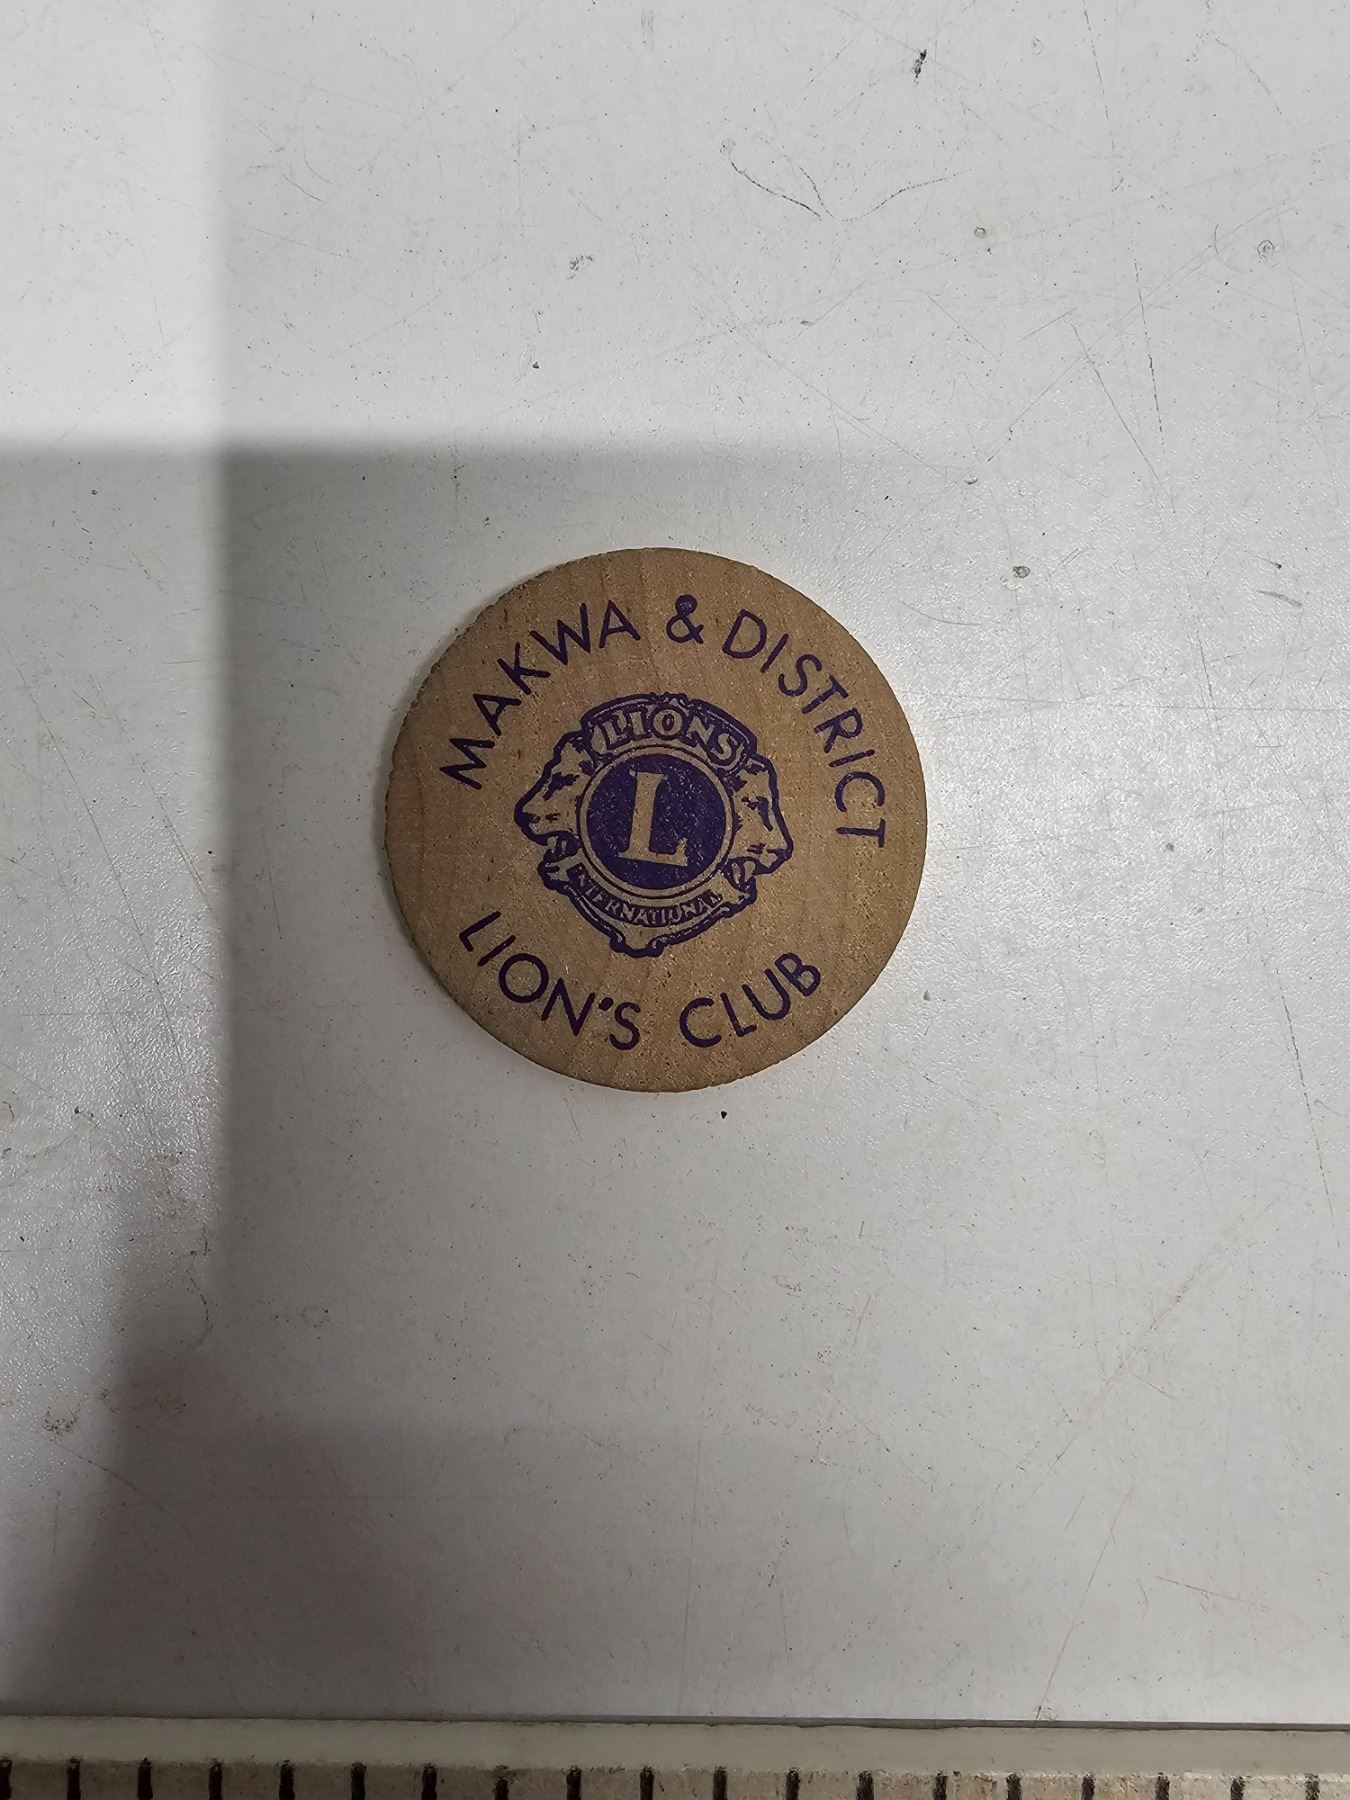 MAKWA & DISTRICT
LIONS
L
INTERNATIONAL
LION'S CLUB